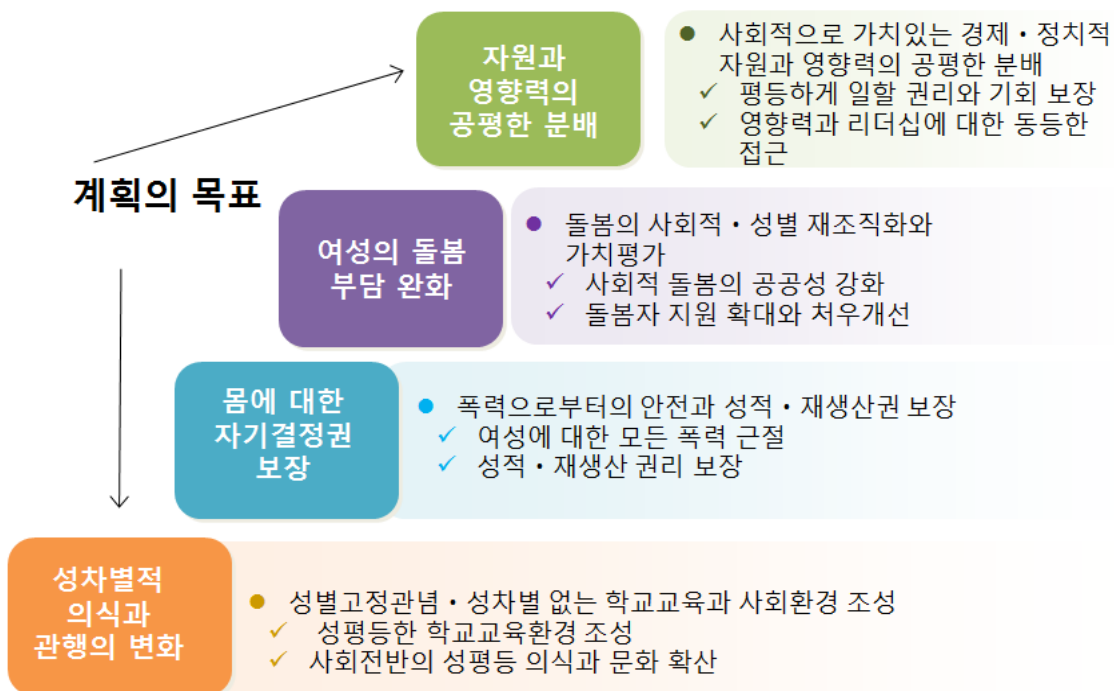 자원과
영향력의
공평한 분배
● 사회적으로 가치있는 경제・정치적
자원과 영향력의 공평한 분배
✓ 평등하게 일할 권리와 기회 보장
✓ 영향력과 리더십에 대한 동등한
접근
계획의 목표
여성의 돌봄
부담 완화
● 돌봄의 사회적・성별 재조직화와
가치평가
✓ 사회적 돌봄의 공공성 강화
✓ 돌봄자 지원 확대와 처우개선
몸에 대한
자기결정권
보장
● 폭력으로부터의 안전과 성적・재생산권 보장
✓ 여성에 대한 모든 폭력 근절
✓ 성적・재생산 권리 보장
성차별적
의식과
관행의 변화
● 성별고정관념・성차별 없는 학교교육과 사회환경 조성
✓ 성평등한 학교교육환경 조성
✓ 사회전반의 성평등 의식과 문화 확산